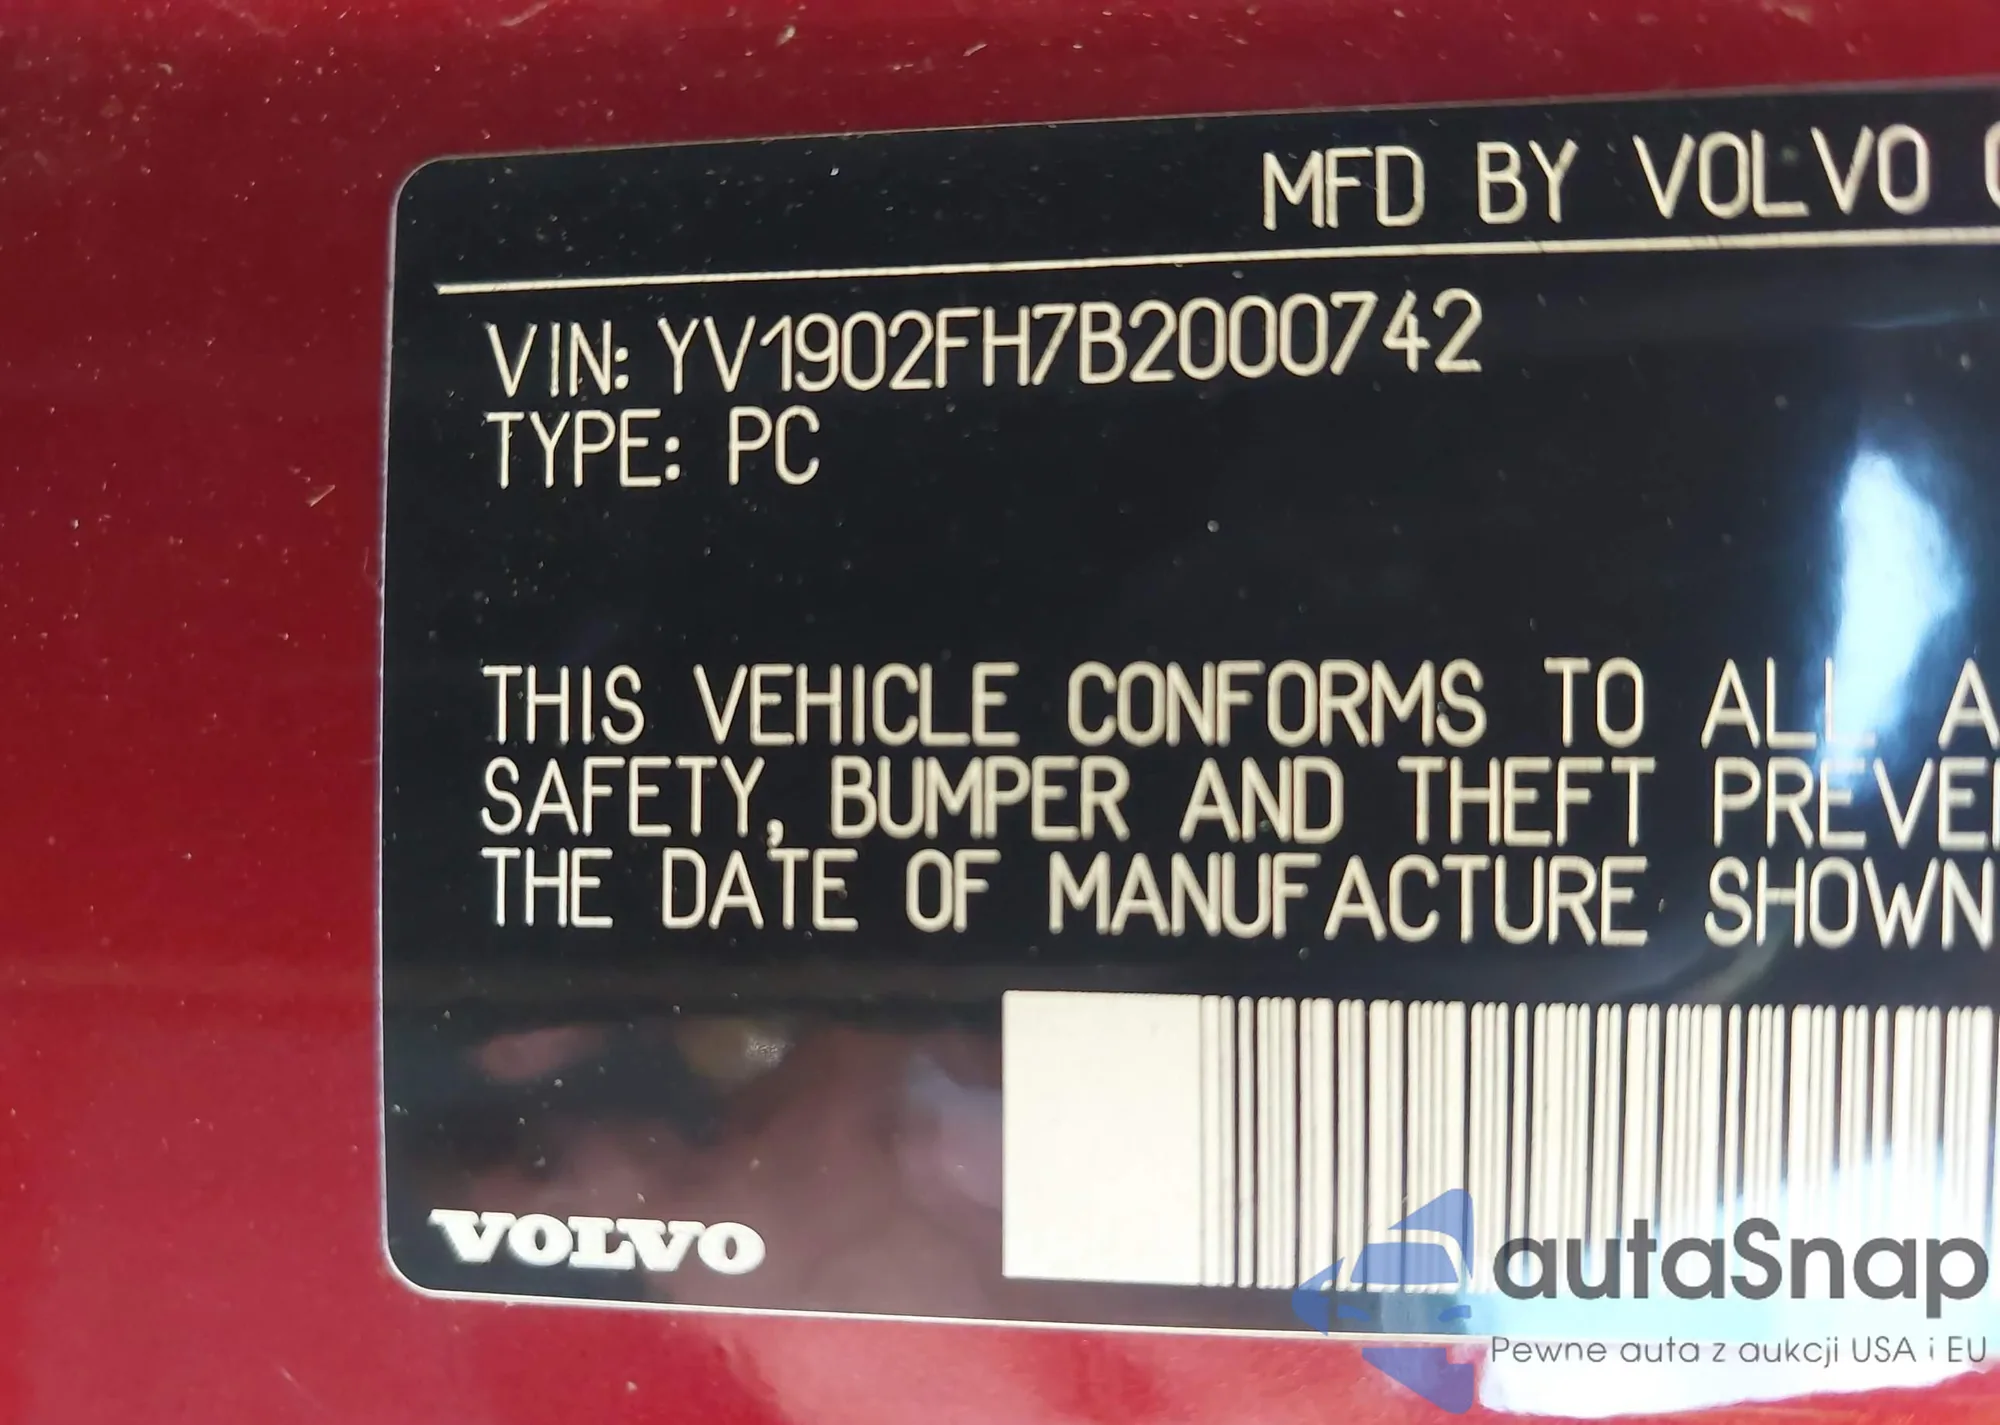 MFD BY VOLVO
VIN: YV1902FH7B2000742
TYPE: PC
THIS VEHICLE CONFORMS TO ALL A
SAFETY, BUMPER AND THEFT PREVE
THE DATE OF MANUFACTURE SHOWN
VOLVO
autaSnap
Pewne auta z aukcji USA i EU